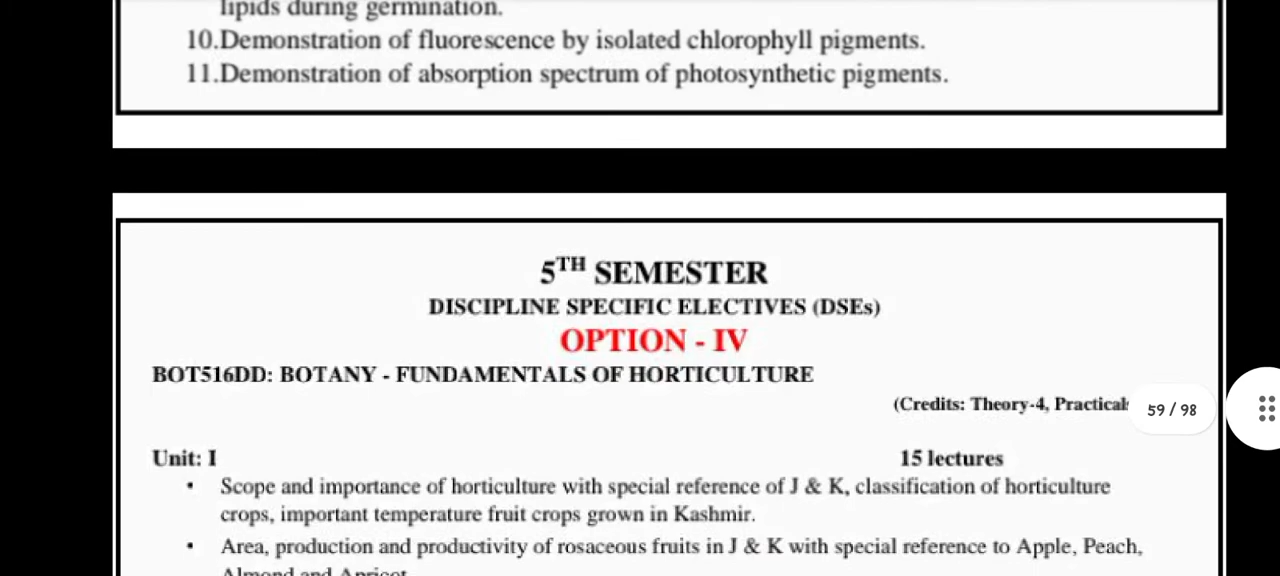 lipids during germination.
10.Demonstration of fluorescence by isolated chlorophyll pigments.
11.Demonstration of absorption spectrum of photosynthetic pigments.
5TH SEMESTER
DISCIPLINE SPECIFIC ELECTIVES (DSEs)
OPTION - IV
BOT516DD: BOTANY - FUNDAMENTALS OF HORTICULTURE
(Credits: Theory-4, Practical
59 / 98
Unit: I 15 lectures
• Scope and importance of horticulture with special reference of J & K, classification of horticulture
crops, important temperature fruit crops grown in Kashmir.
• Area, production and productivity of rosaceous fruits in J & K with special reference to Apple, Peach,
Almond and Apricot